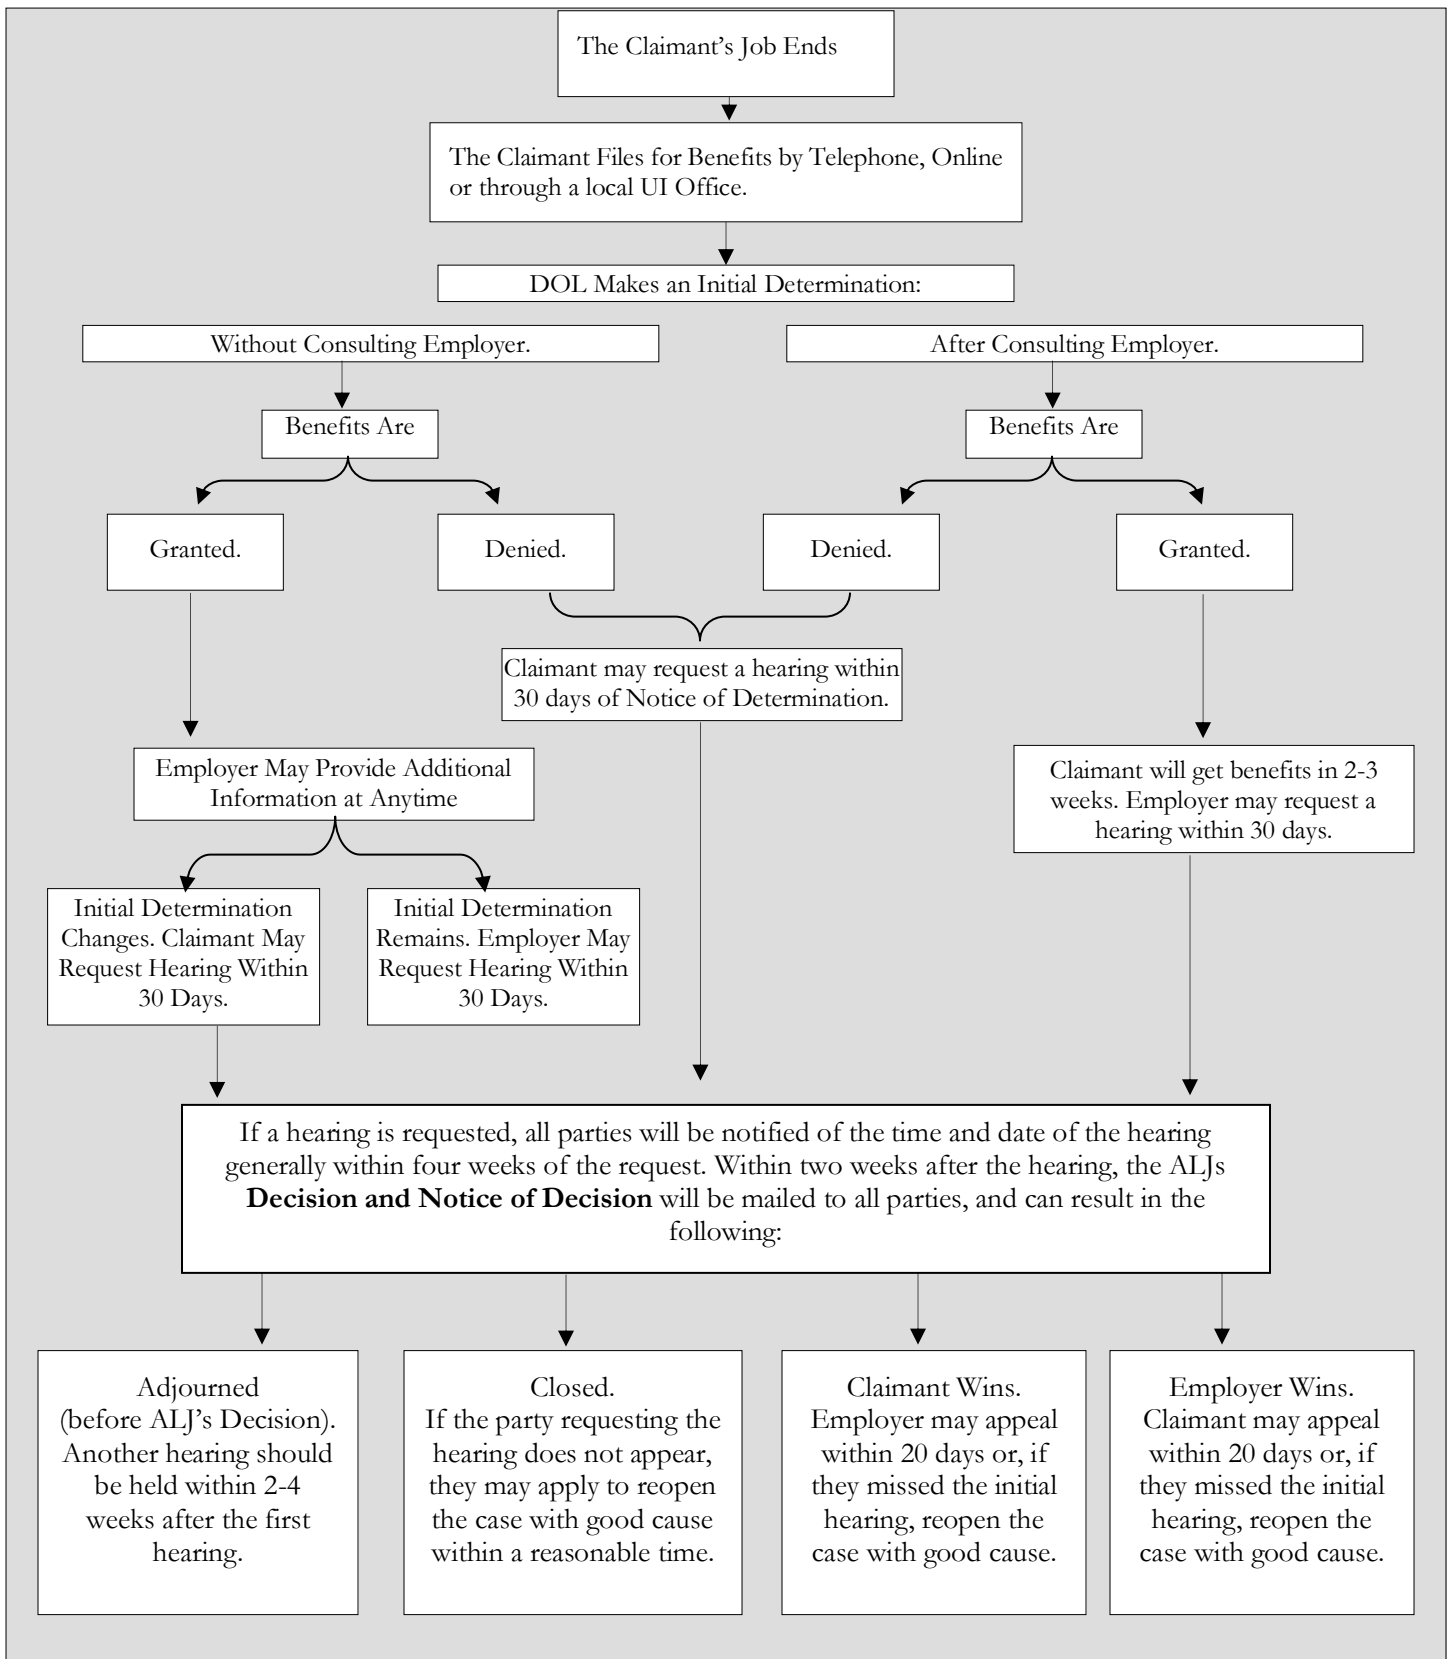 The Claimant’s Job Ends
The Claimant Files for Benefits by Telephone, Online
or through a local UI Office.
DOL Makes an Initial Determination:
Without Consulting Employer.
After Consulting Employer.
Benefits Are
Benefits Are
Granted.
Denied.
Denied.
Granted.
Claimant may request a hearing within
30 days of Notice of Determination.
Employer May Provide Additional
Information at Anytime
Claimant will get benefits in 2-3
weeks. Employer may request a
hearing within 30 days.
Initial Determination
Changes. Claimant May
Request Hearing Within
30 Days.
Initial Determination
Remains. Employer May
Request Hearing Within
30 Days.
If a hearing is requested, all parties will be notified of the time and date of the hearing
generally within four weeks of the request. Within two weeks after the hearing, the ALJs
Decision and Notice of Decision will be mailed to all parties, and can result in the
following:
Adjourned
(before ALJ’s Decision).
Another hearing should
be held within 2-4
weeks after the first
hearing.
Closed.
If the party requesting the
hearing does not appear,
they may apply to reopen
the case with good cause
within a reasonable time.
Claimant Wins.
Employer may appeal
within 20 days or, if
they missed the initial
hearing, reopen the
case with good cause.
Employer Wins.
Claimant may appeal
within 20 days or, if
they missed the initial
hearing, reopen the
case with good cause.